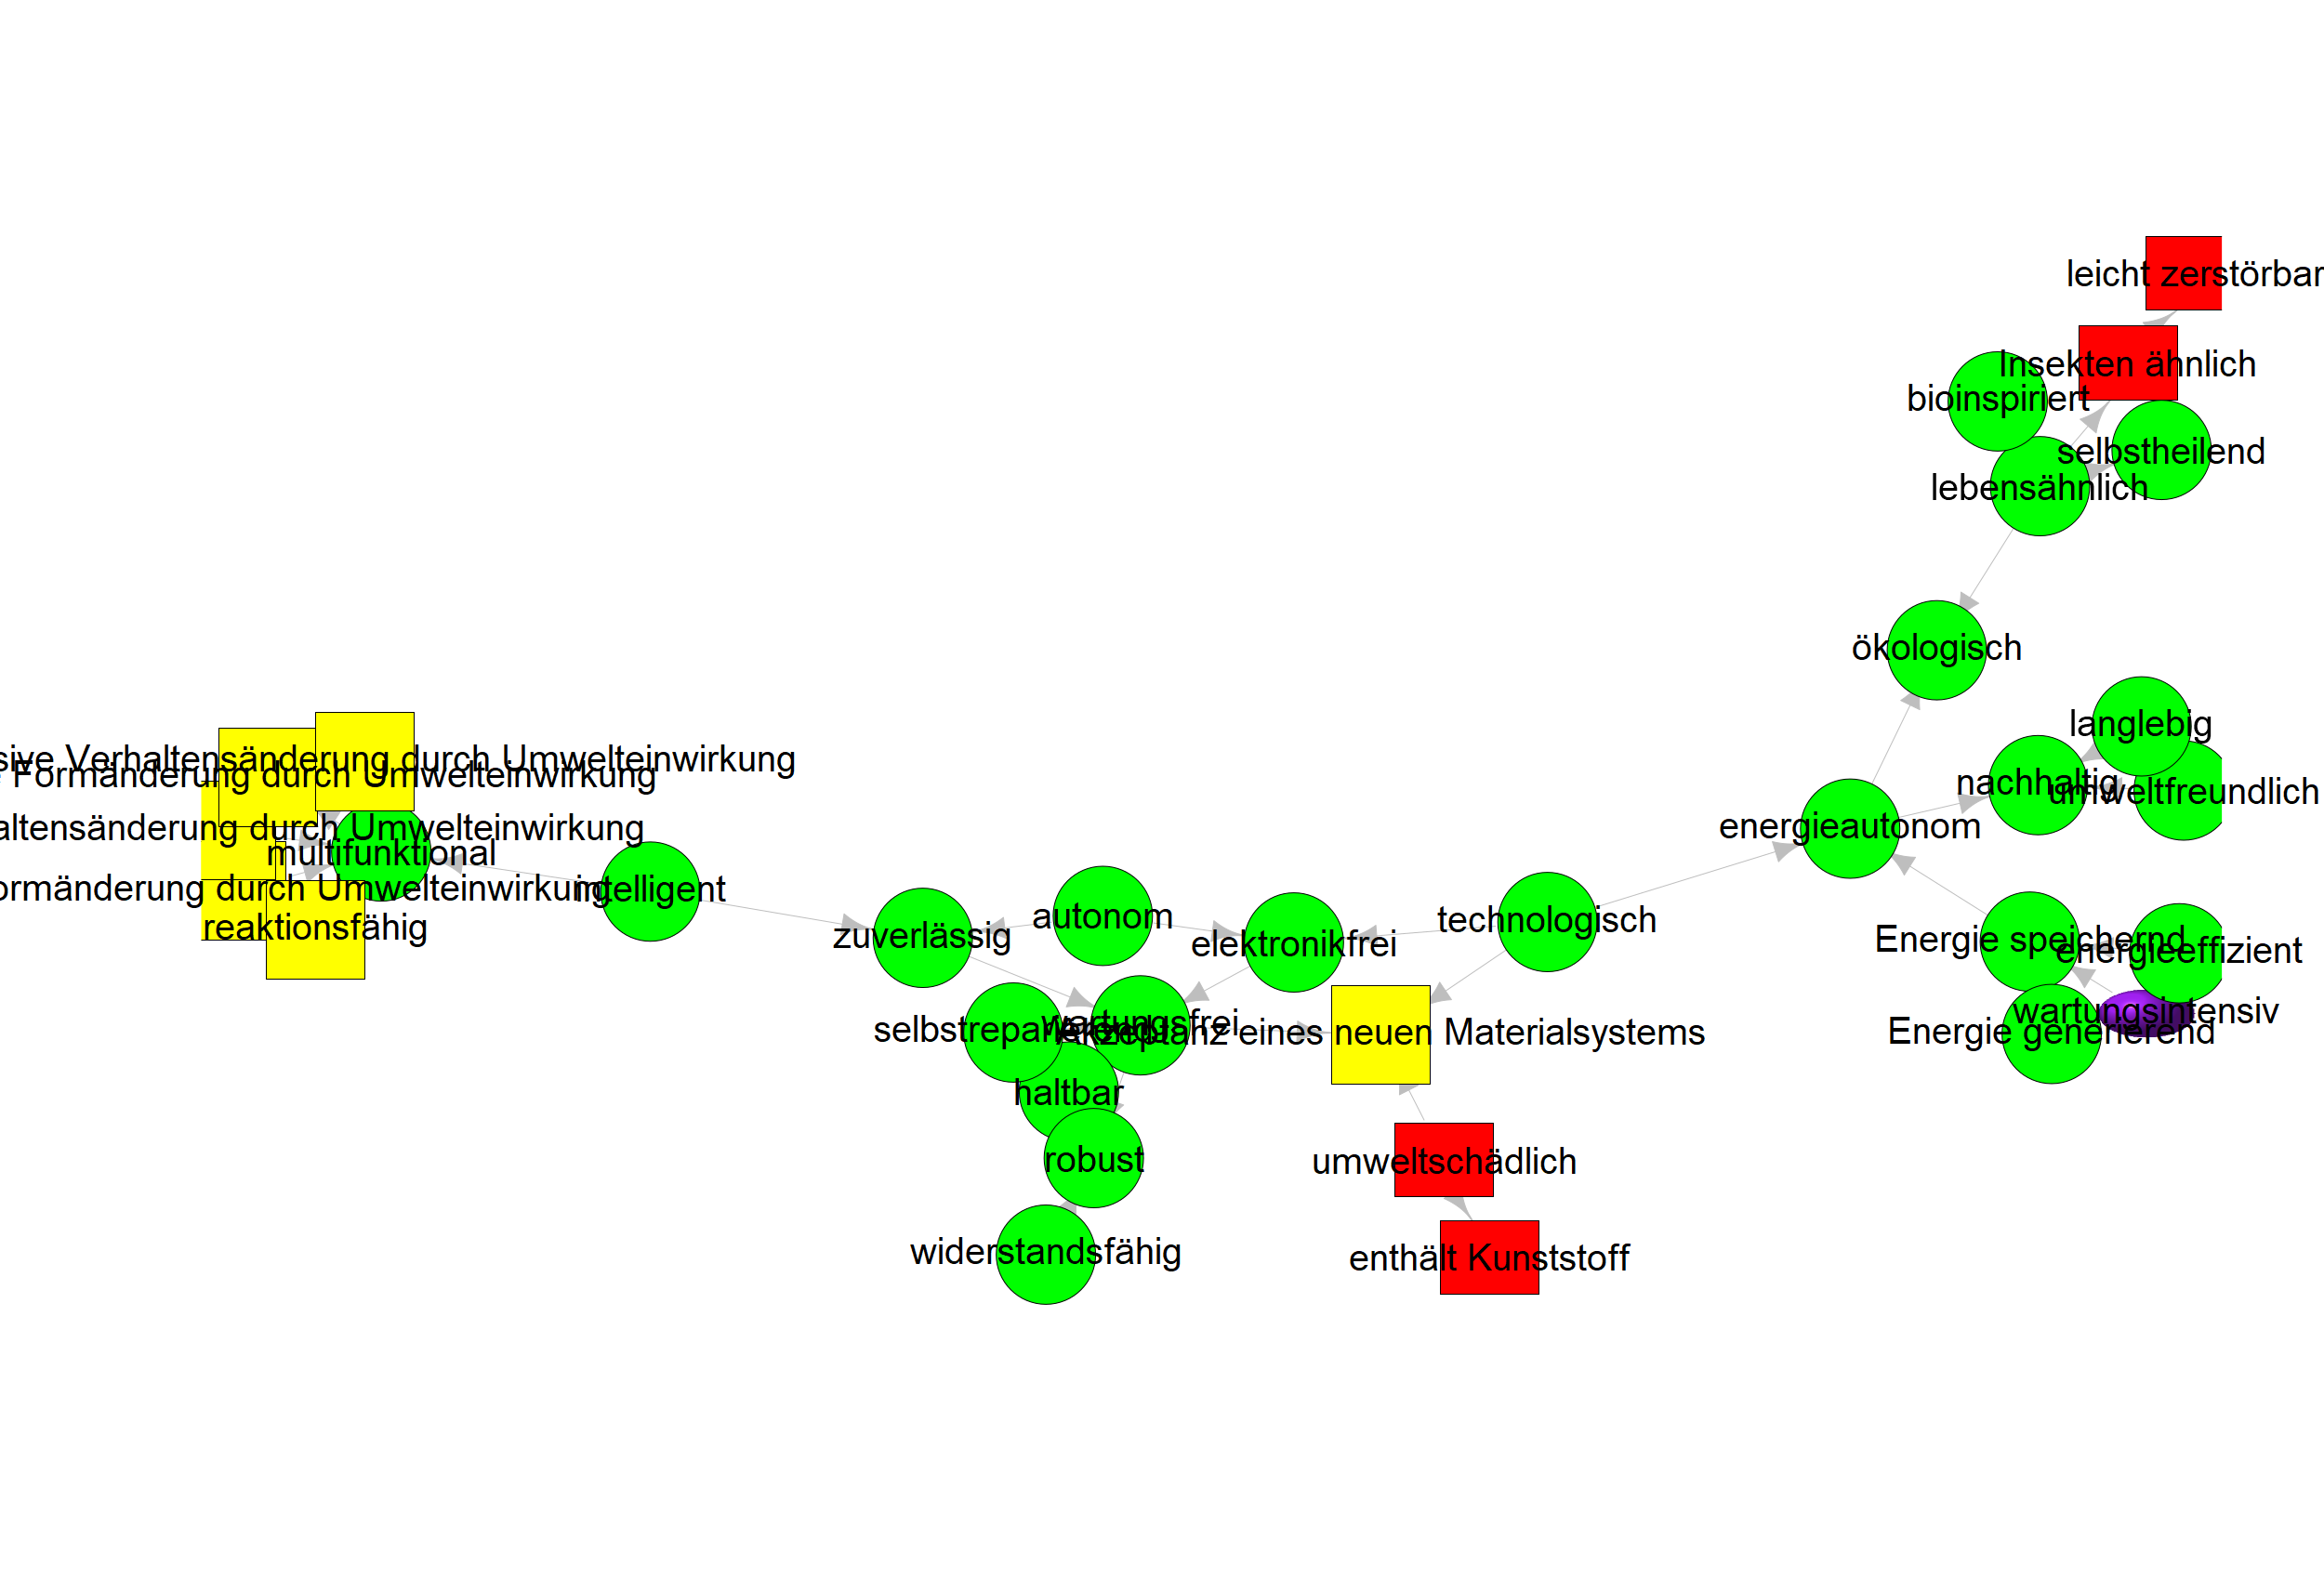 leicht zerstörbar
Insekten ähnlich
bioinspiriert
selbstheilend
lebensähnlich
ökologisch
langlebig
sive Verhaltensänderung durch Umwelteinwirkung
Formänderung durch Umwelteinwirkung
nachhaltig
umweltfreundlich
altensänderung durch Umwelteinwirkung
energieautonom
multifunktional
ormänderung durch Umwelteinwirkung
intelligent
reaktionsfähig
zuverlässig
autonom
elektronikfrei
technologisch
Energie speichernd
energieeffizient
wartungsintensiv
Energie generierend
selbstreparierend
wartungsfrei
Akzeptanz eines neuen Materialsystems
haltbar
robust
umweltschädlich
widerstandsfähig
enthält Kunststoff